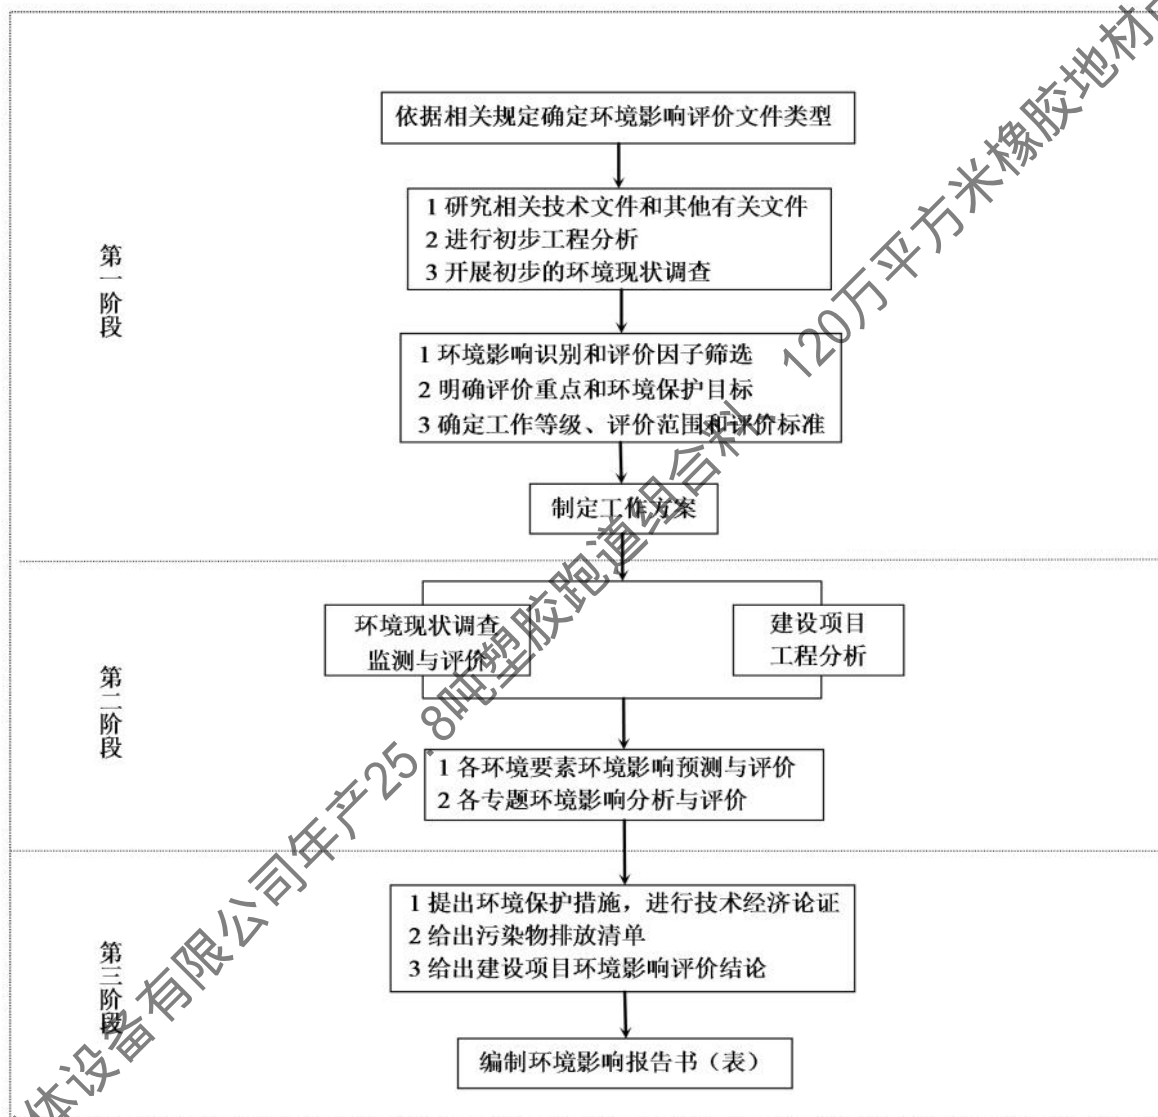 依据相关规定确定环境影响评价文件类型
1 研究相关技术文件和其他有关文件
2 进行初步工程分析
3 开展初步的环境现状调查
第一阶段
1 环境影响识别和评价因子筛选
2 明确评价重点和环境保护目标
3 确定工作等级、评价范围和评价标准
制定工作方案
环境现状调查
监测与评价
建设项目
工程分析
第二阶段
1 各环境要素环境影响预测与评价
2 各专题环境影响分析与评价
1 提出环境保护措施，进行技术经济论证
2 给出污染物排放清单
3 给出建设项目环境影响评价结论
第三阶段
编制环境影响报告书（表）
体设备有限公司年产25.8吨塑胶跑道组合料、120万平方米橡胶地材